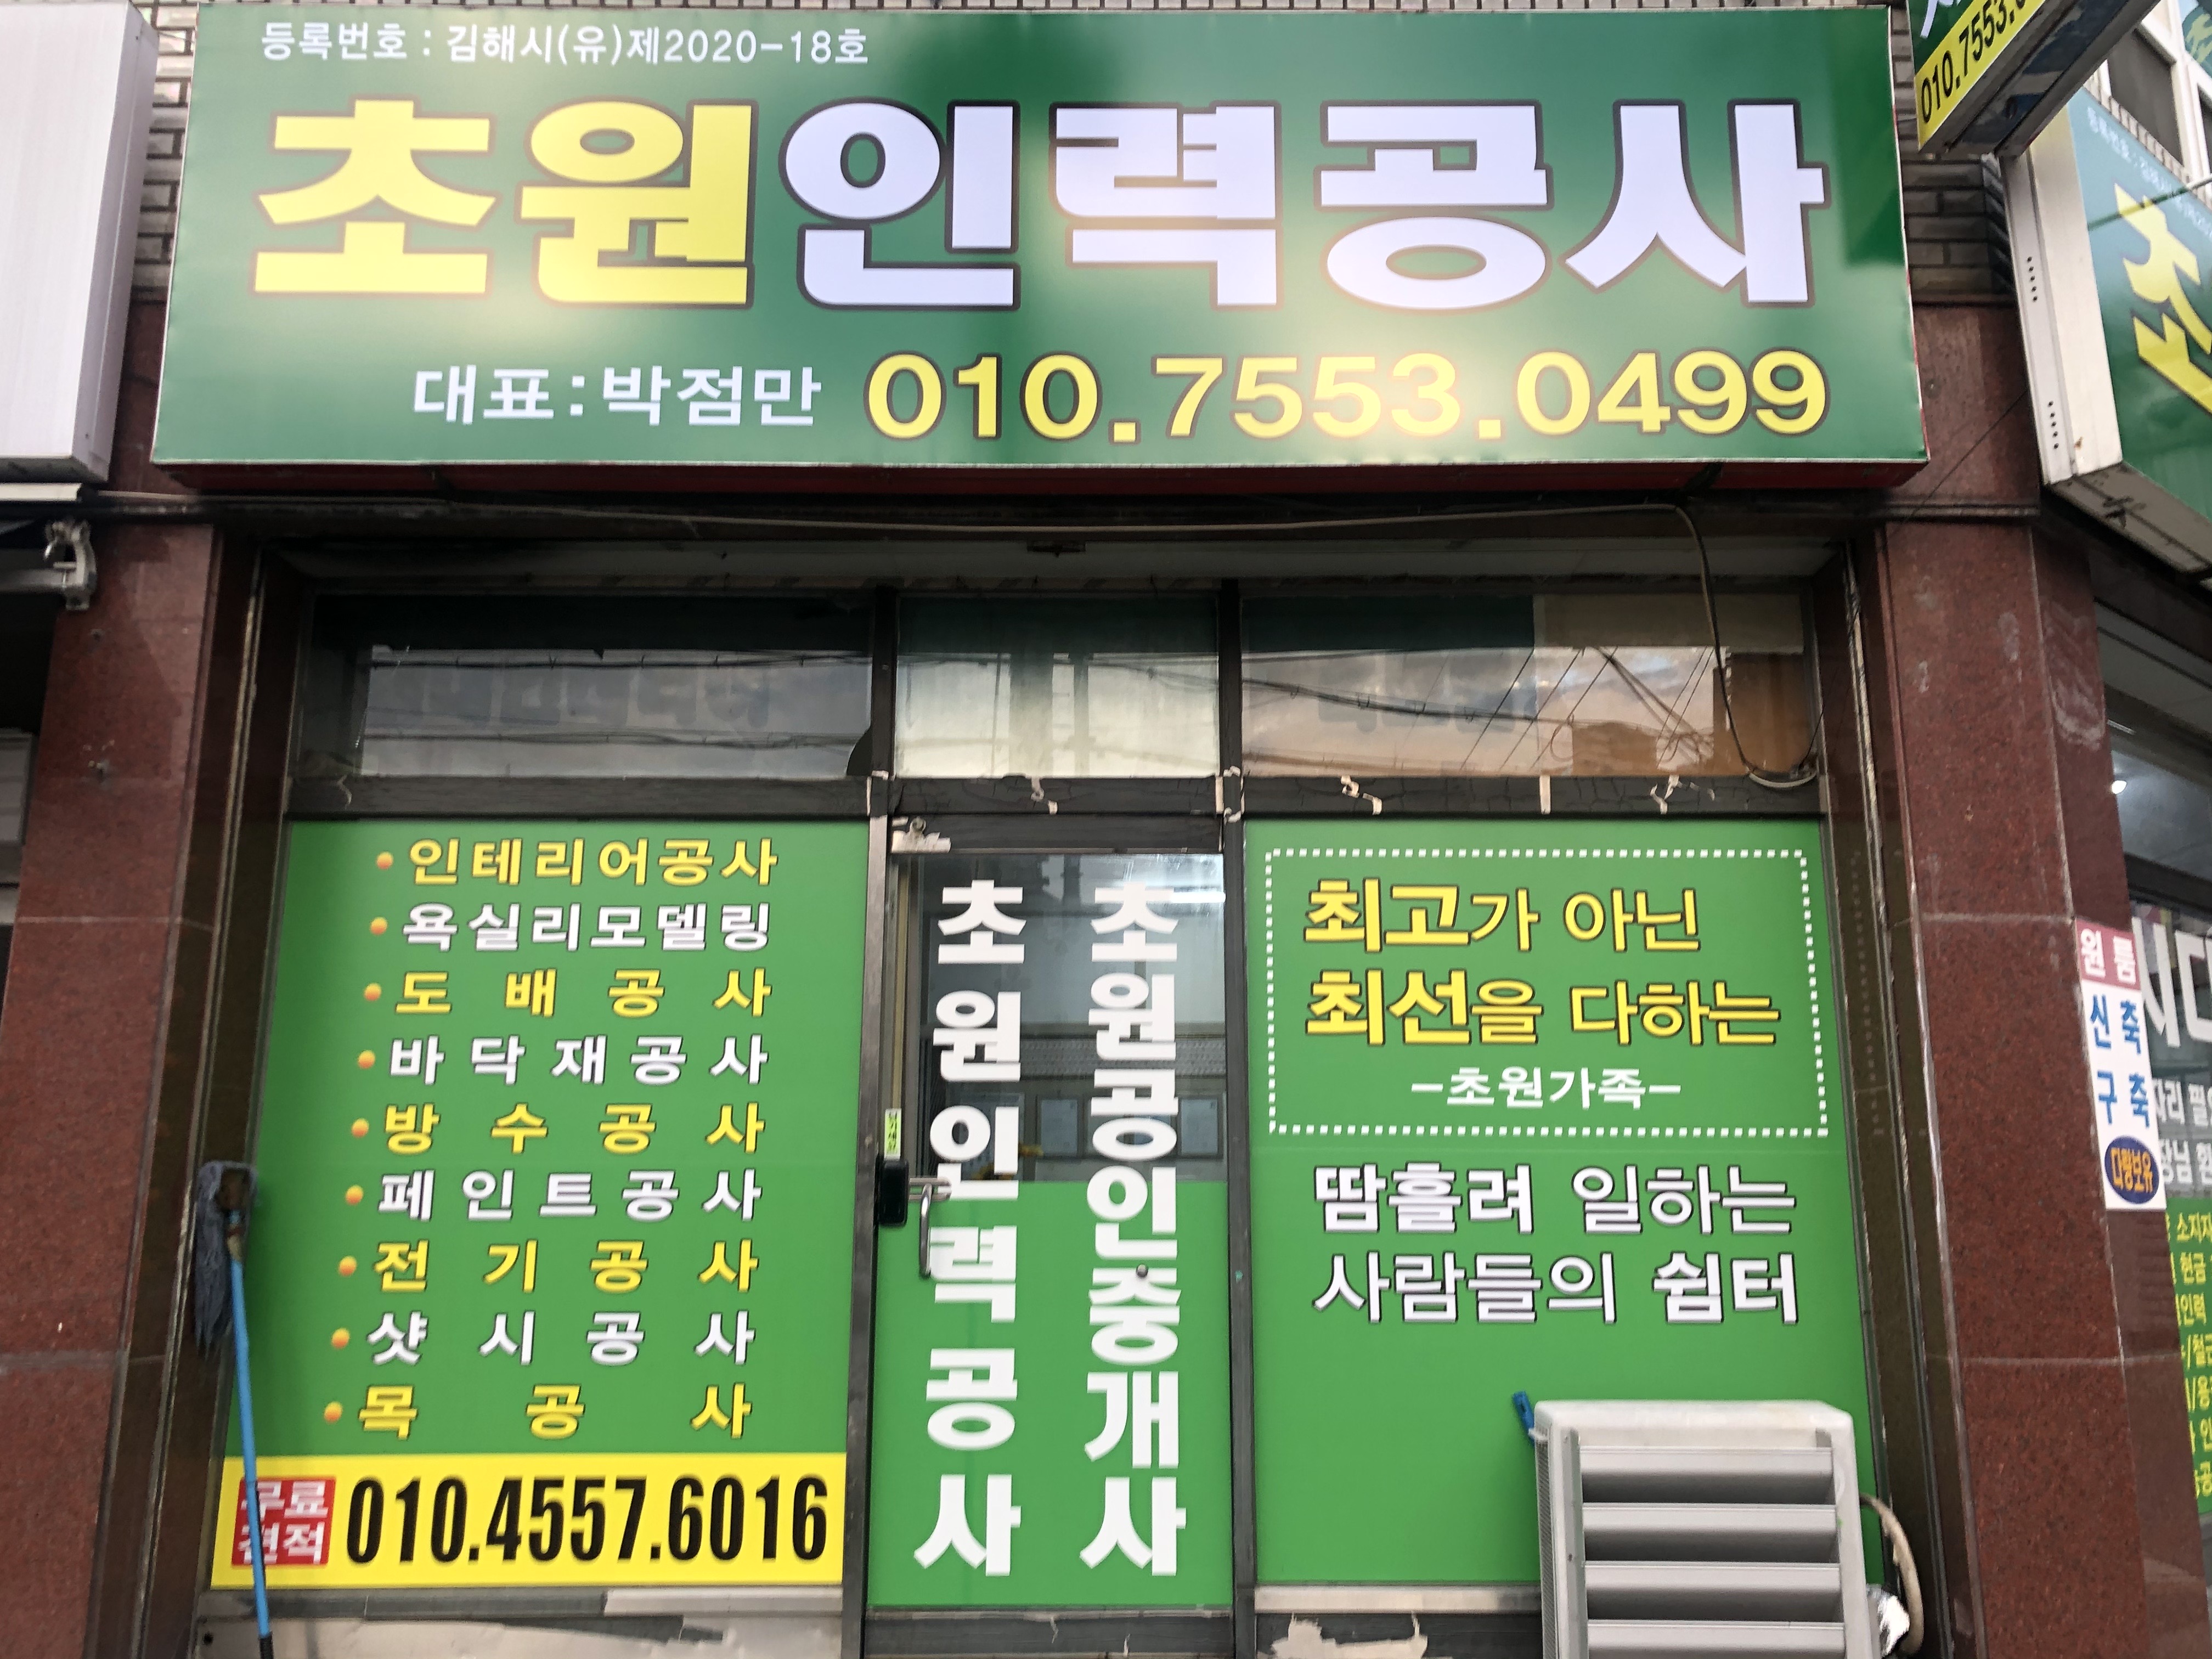 등록번호 : 김해시(유)제2020-18호
초원인력공사
대표:박점만 010.7553.0499
• 인테리어공사
• 욕실리모델링
• 도배공사
• 바닥재공사
• 방수공사
• 페인트공사
• 전기공사
• 샷시공사
• 목공사
무료
견적
010.4557.6016
초원인력공사
초원공인중개사
최고가 아닌
최선을 다하는
-초원가족-
땀흘려 일하는
사람들의 쉼터
원룸
신축
구축
다량보유